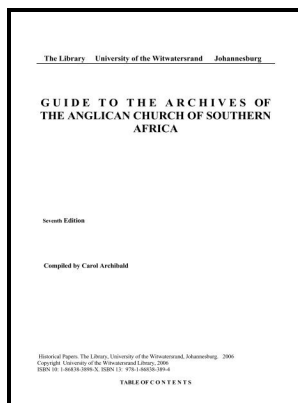 The Library University of the Witwatersrand Johannesburg
GUIDE TO THE ARCHIVES OF
THE ANGLICAN CHURCH OF SOUTHERN
AFRICA
Seventh Edition
Compiled by Carol Archibald
Historical Papers. The Library, University of the Witwatersrand, Johannesburg. 2006
Copyright University of the Witwatersrand Library, 2006
ISBN 10: 1-86838-3890-X. ISBN 13: 978-1-86838-389-4
TABLE OF CONTENTS